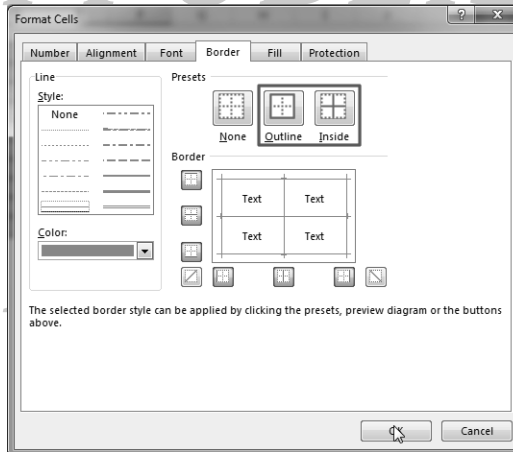 Format Cells
Number Alignment Font Border Fill Protection
Line
Style:
None
Color:
Presets
None Outline Inside
Border
Text Text
Text Text
The selected border style can be applied by clicking the presets, preview diagram or the buttons
above.
OK Cancel